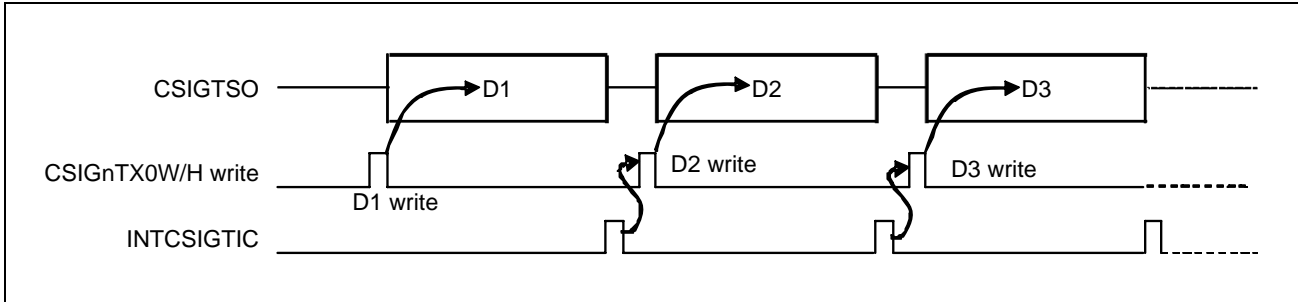 CSIGTSO D1 D2 D3
CSIGnTX0W/H write D2 write D3 write
D1 write
INTCSIGTIC